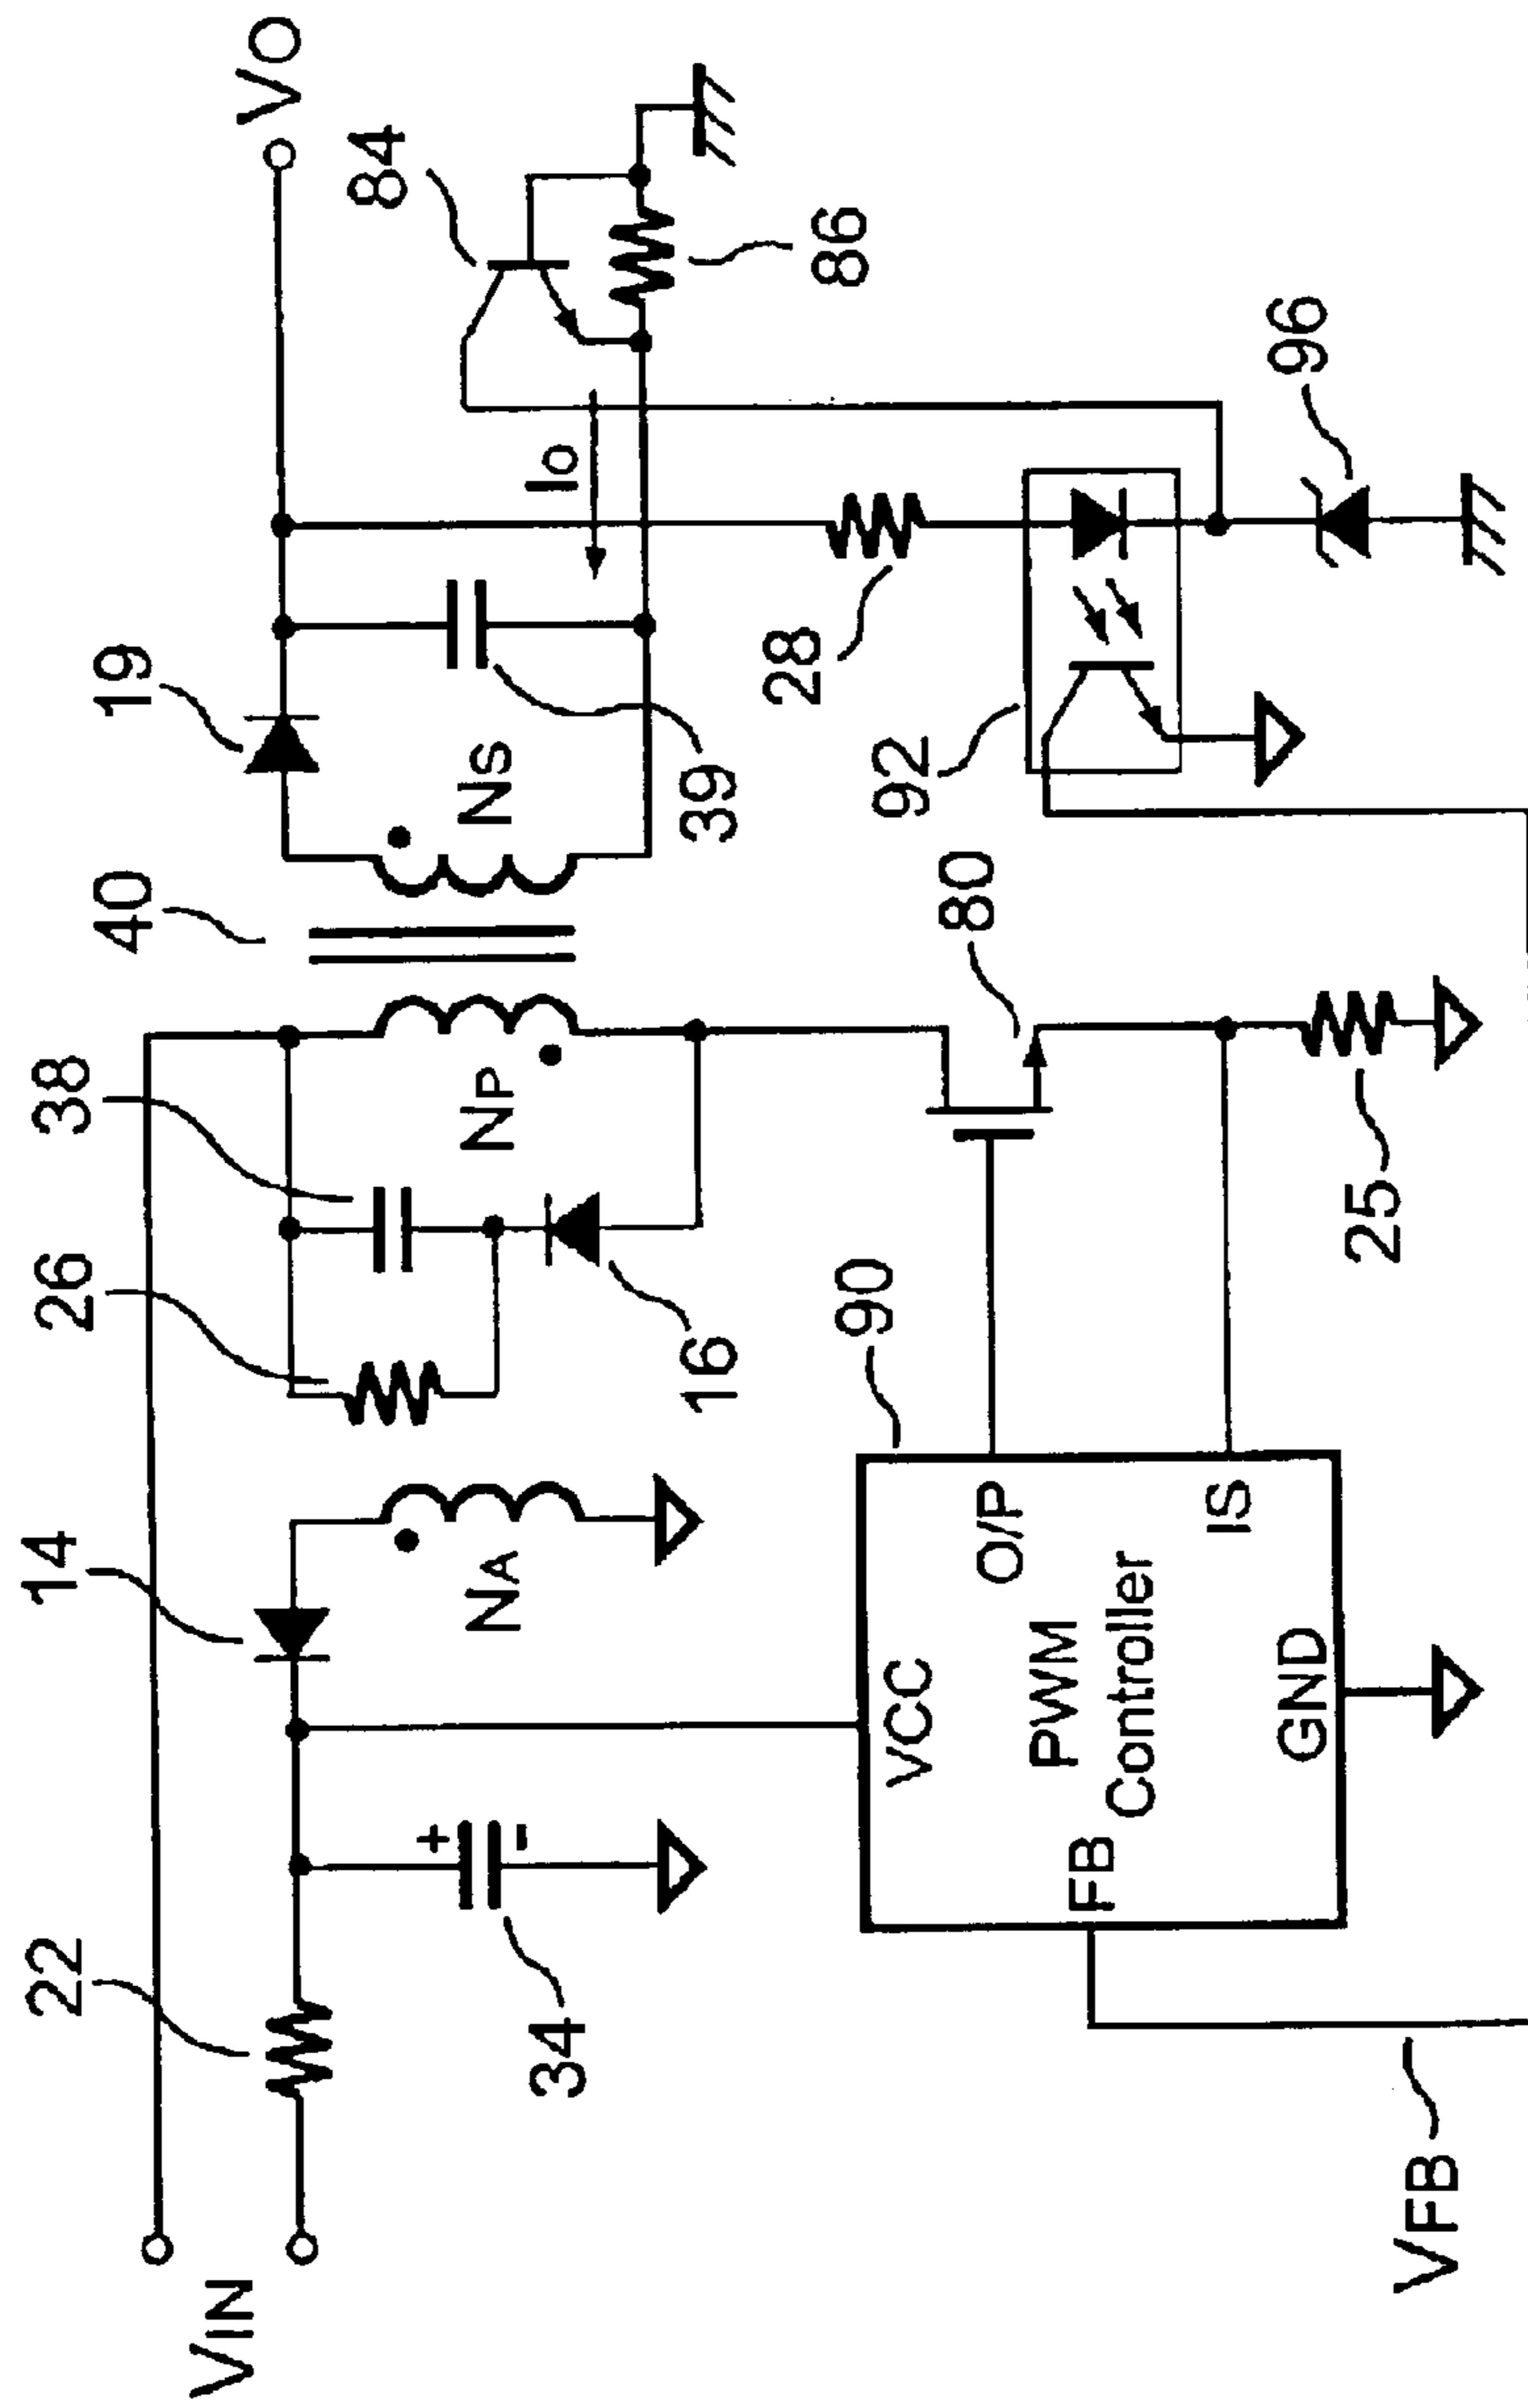 VIN
22
34
14
NA
26
38
16
NP
40
NS
19
39
IO
84
86
VO
28
92
96
80
25
90
VCC
O/P
PWM
Controller
FB
IS
GND
VFB
+
-